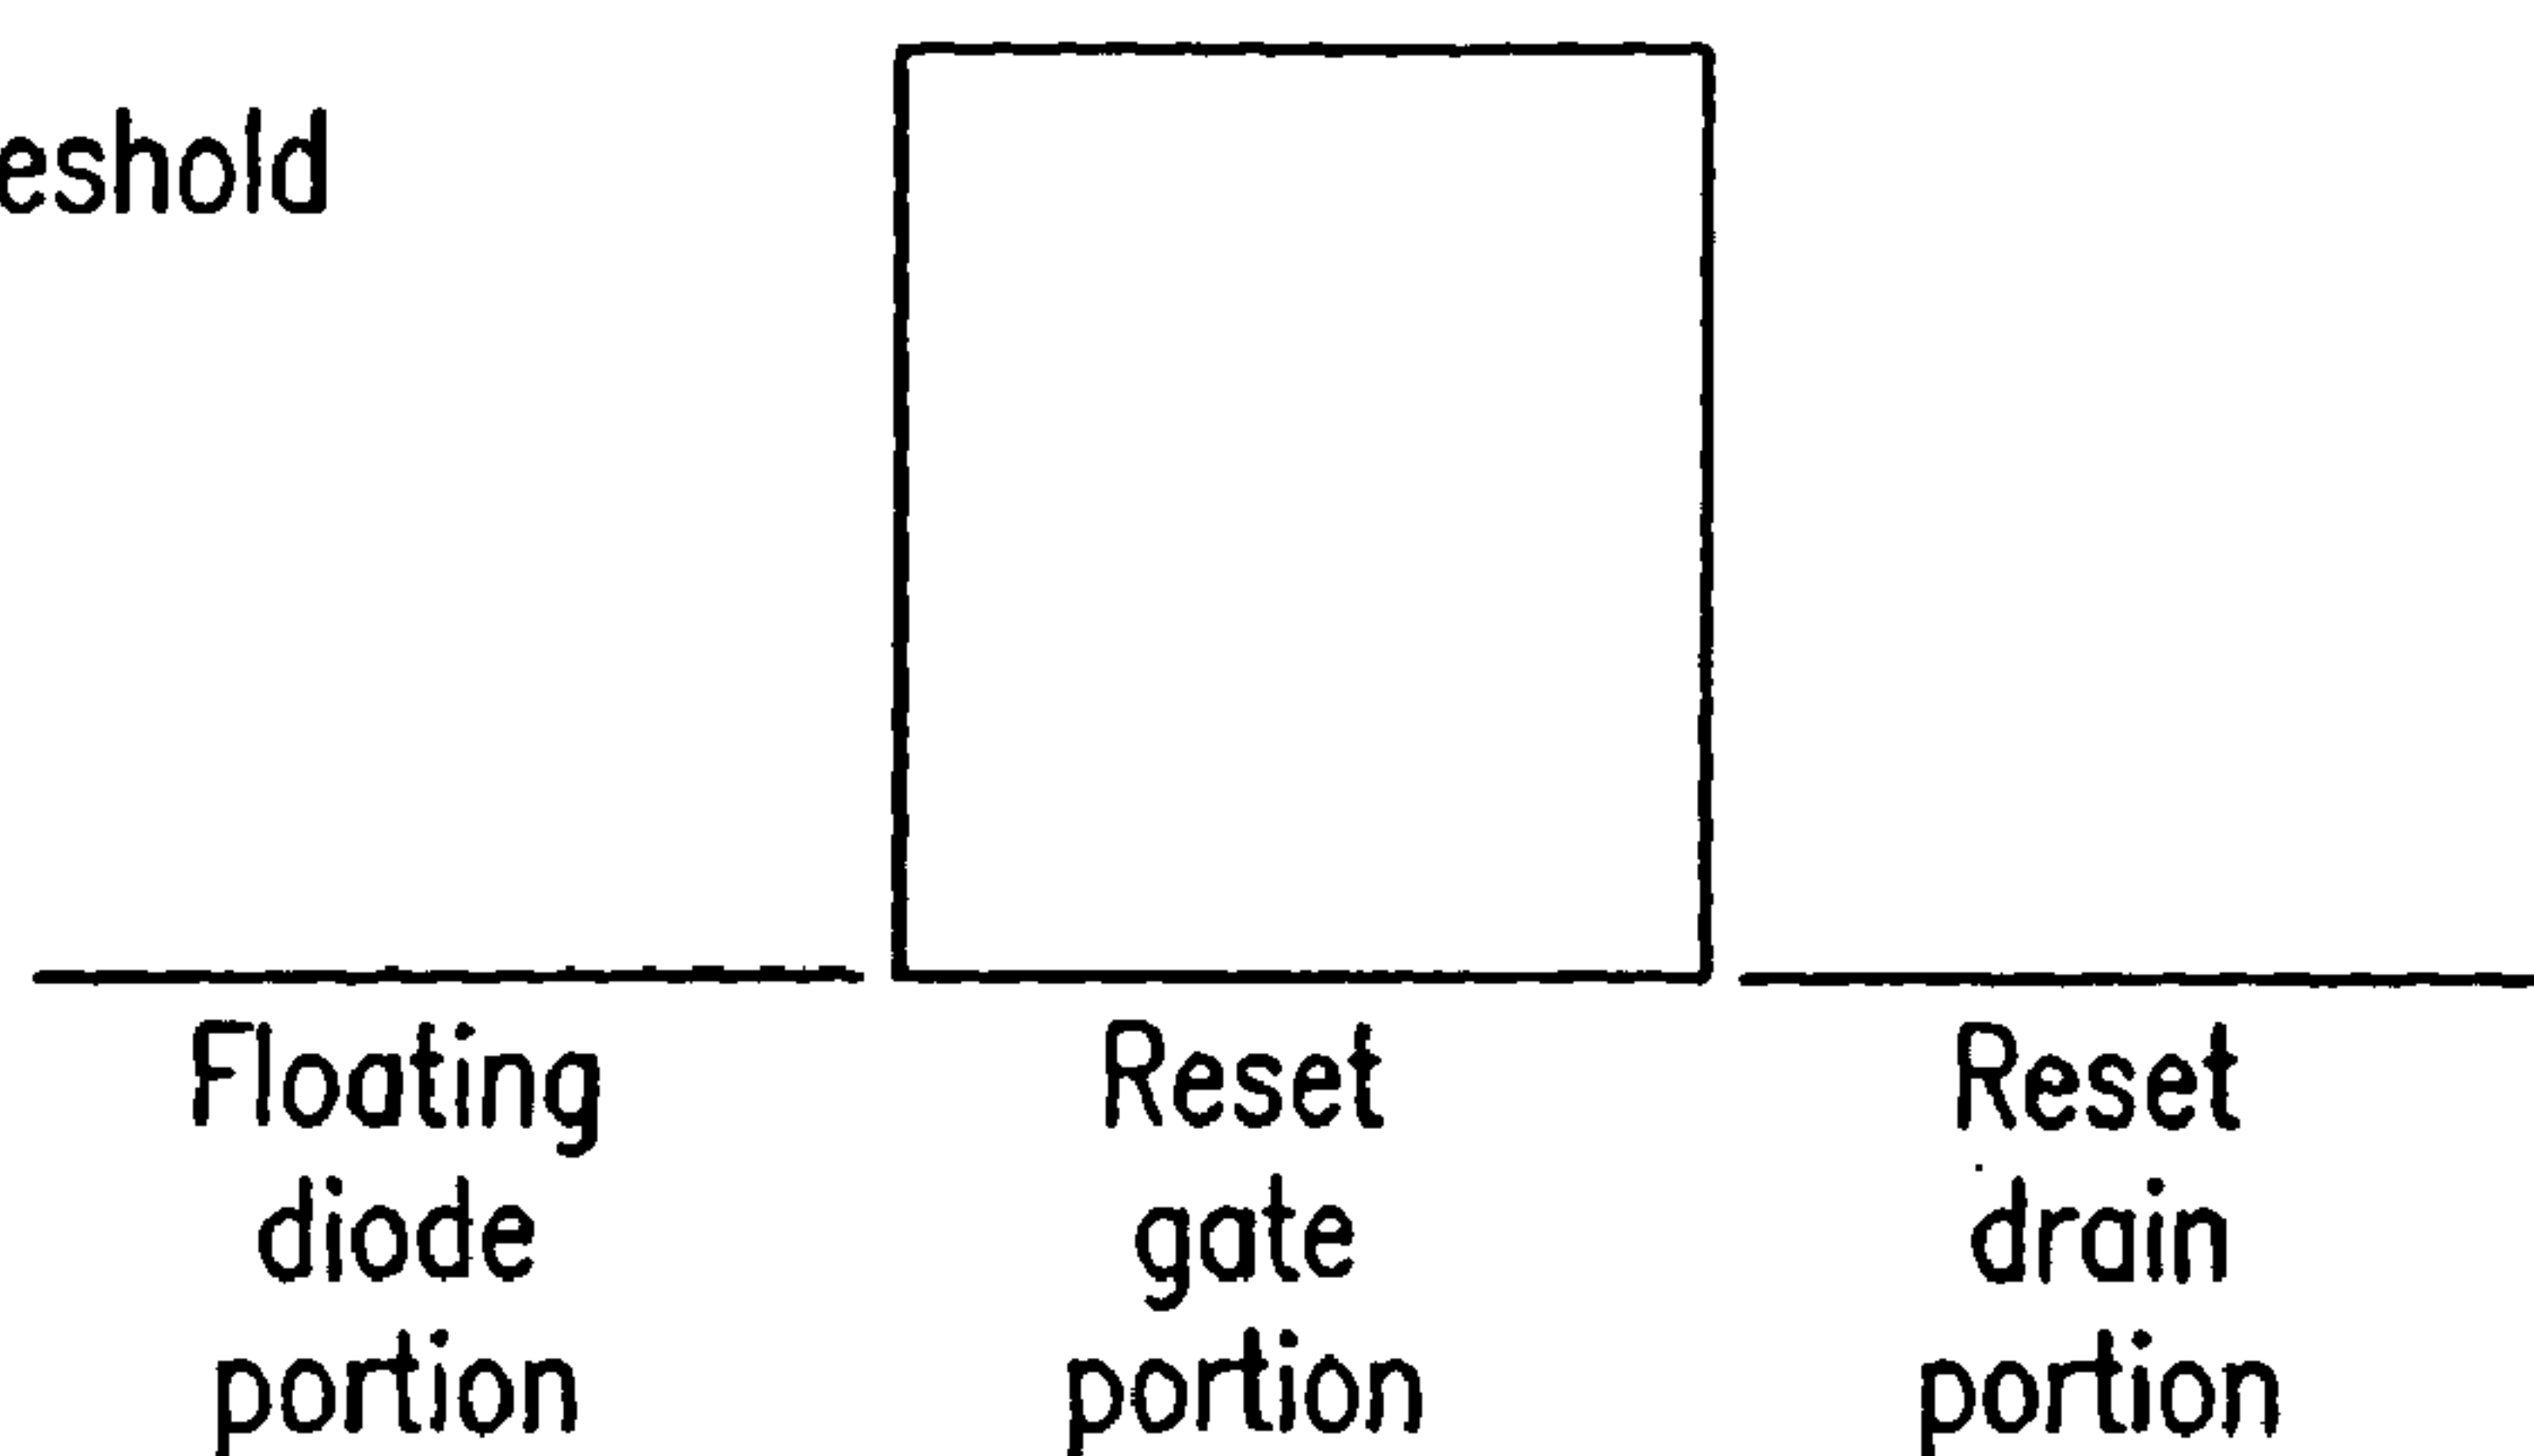 eshold
Floating
diode
portion
Reset
gate
portion
Reset
drain
portion